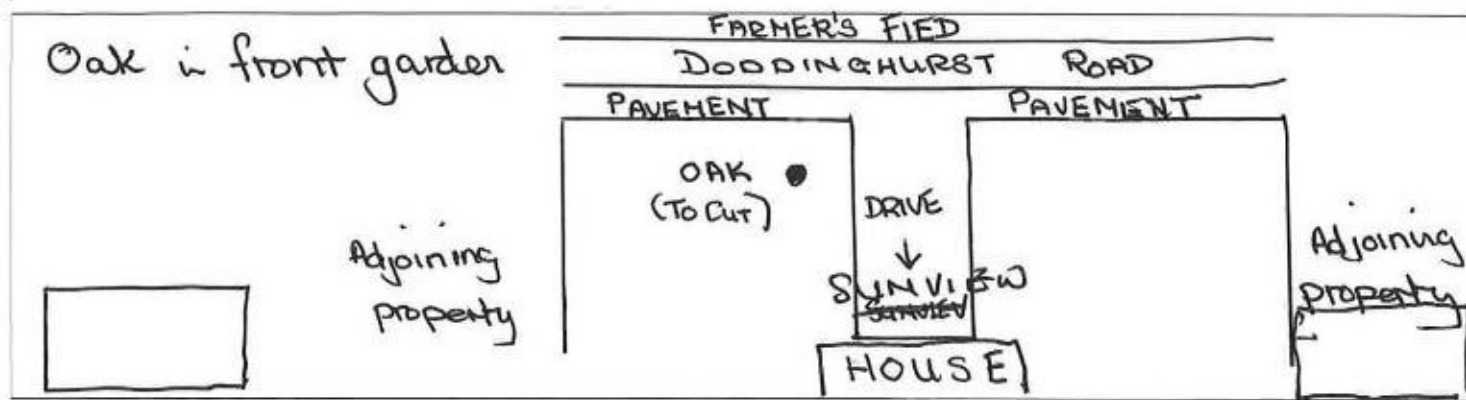 FARMER'S FIED
Oak in front garden
DODDINGHURST ROAD
PAVEMENT
PAVEMENT
OAK
(TO CUT)
DRIVE
Adjoining
property
Adjoining
property
SUNVIEW
SUNVIEV
HOUSE